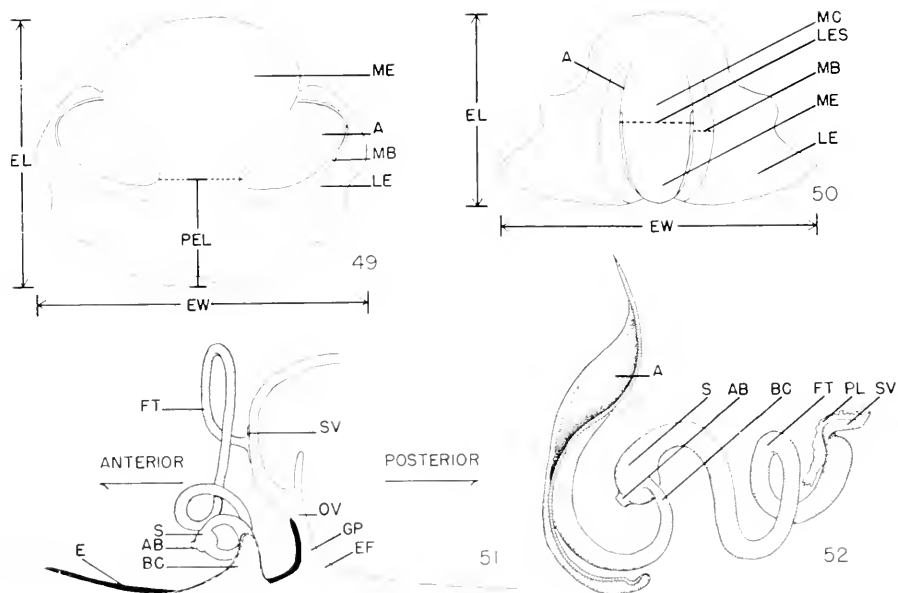 ME
A
MB
LE
EL
PEL
EW
49
MC
LES
A
MB
ME
LE
EL
EW
50
FT
SV
ANTERIOR
POSTERIOR
OV
S
GP
AB
EF
BC
E
51
A
S AB BC FT PL SV
52